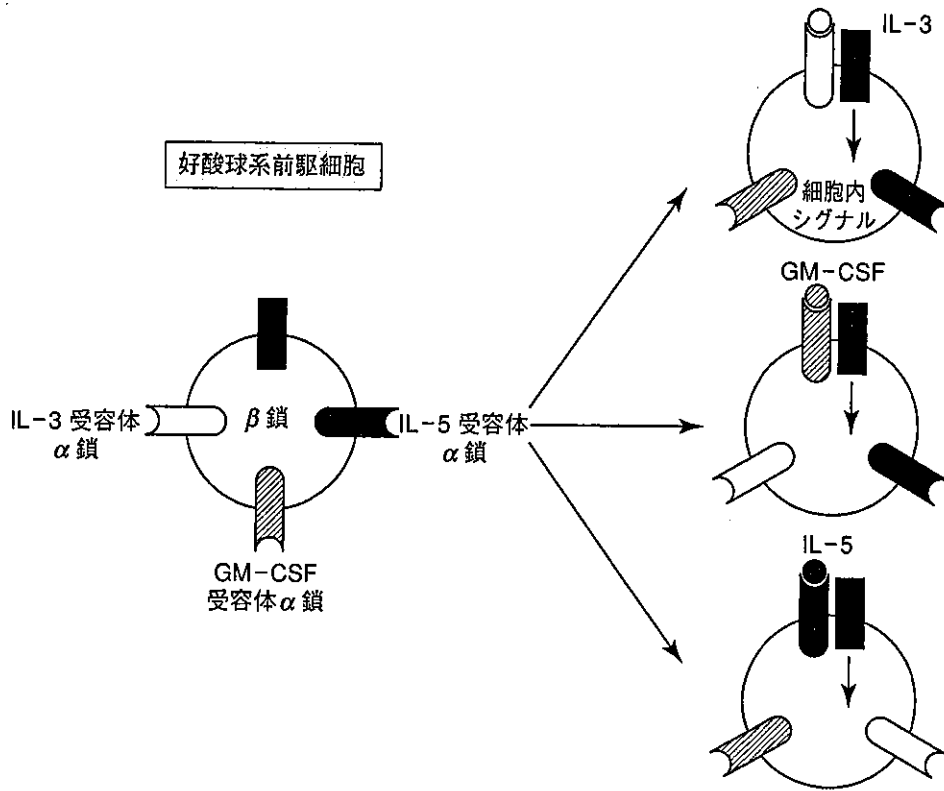 好酸球系前駆細胞
IL-3 受容体
α鎖
β鎖
IL-5 受容体
α鎖
GM-CSF
受容体α鎖
IL-3
細胞内
シグナル
GM-CSF
IL-5